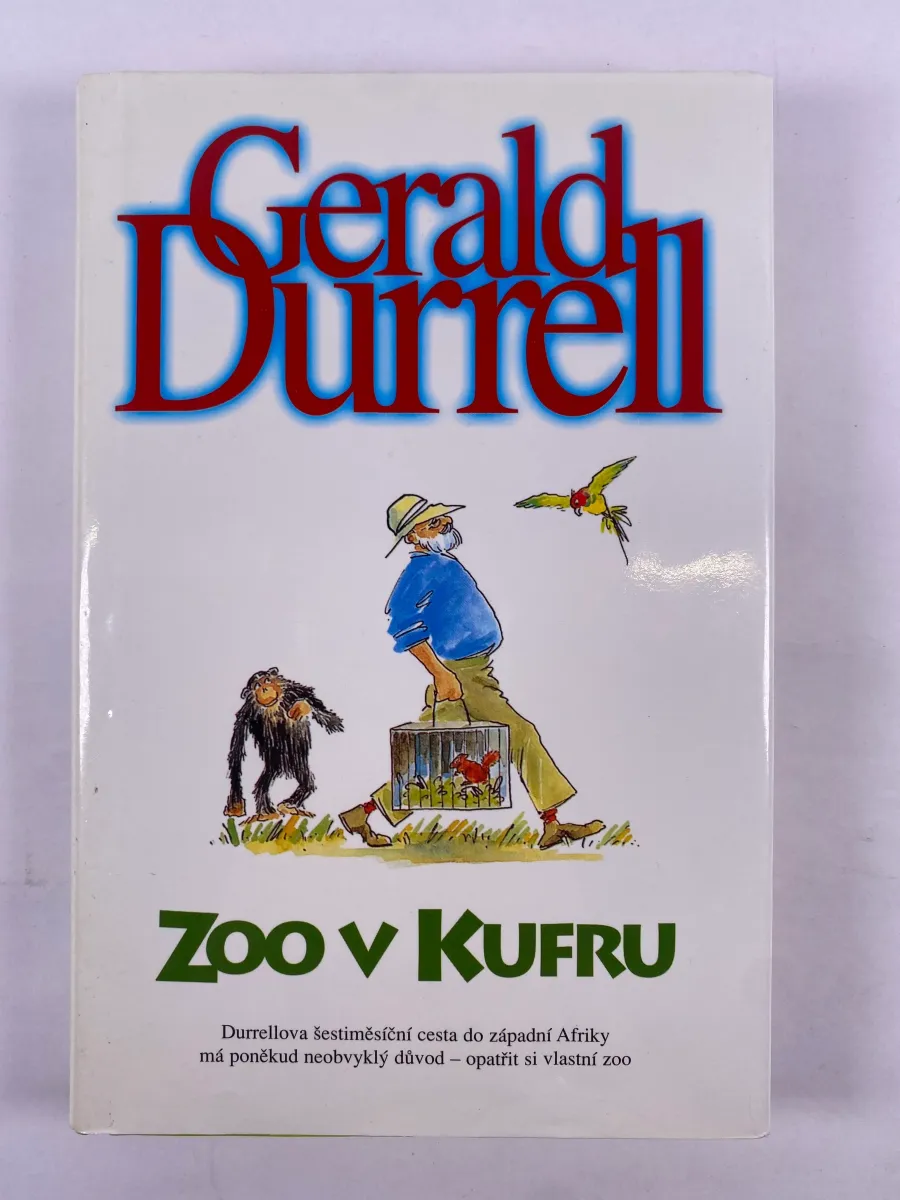 Gerald
Durrell
Zoo v Kufru
Durrellova šestiměsíční cesta do západní Afriky
má poněkud neobvyklý důvod – opatřit si vlastní zoo